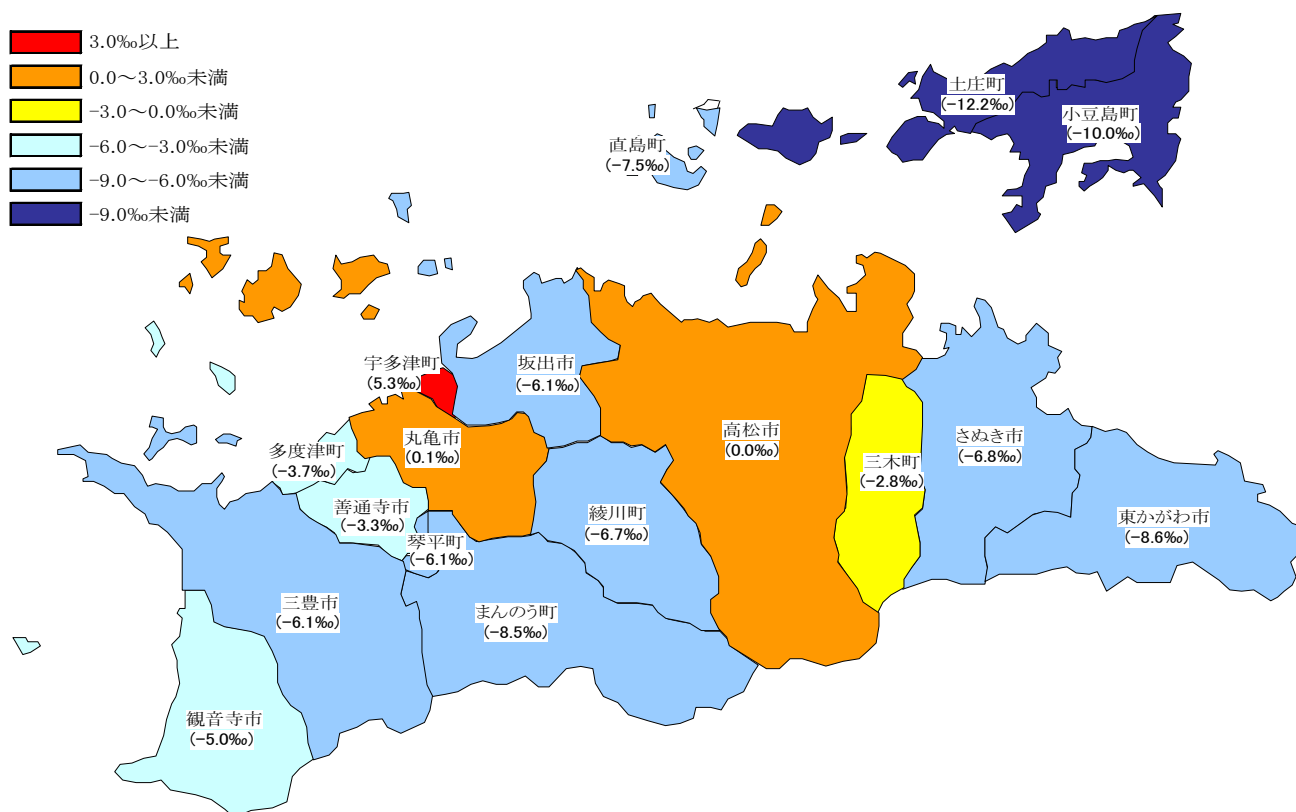 3.0‰以上
0.0～3.0‰未満
-3.0～0.0‰未満
-6.0～-3.0‰未満
-9.0～-6.0‰未満
-9.0‰未満
土庄町
(-12.2‰)
小豆島町
(-10.0‰)
直島町
(-7.5‰)
宇多津町
(5.3‰)
坂出市
(-6.1‰)
丸亀市
(0.1‰)
高松市
(0.0‰)
さぬき市
(-6.8‰)
多度津町
(-3.7‰)
三木町
(-2.8‰)
善通寺市
(-3.3‰)
綾川町
(-6.7‰)
東かがわ市
(-8.6‰)
琴平町
(-6.1‰)
三豊市
(-6.1‰)
まんのう町
(-8.5‰)
観音寺市
(-5.0‰)